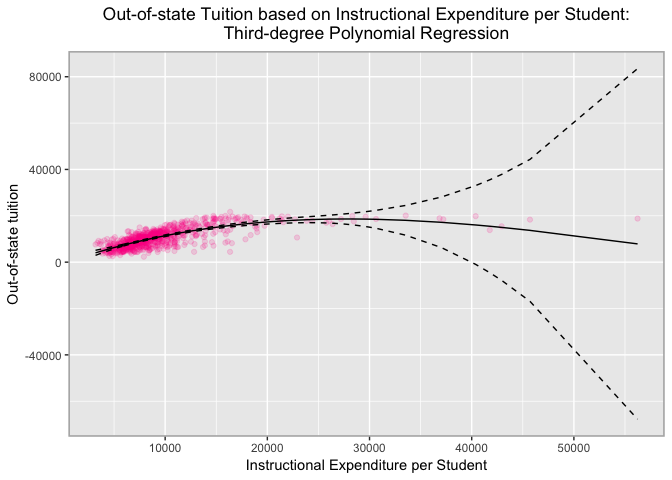 Out-of-state Tuition based on Instructional Expenditure per Student:
Third-degree Polynomial Regression
80000
40000
0
-40000
Out-of-state tuition
10000 20000 30000 40000 50000
Instructional Expenditure per Student